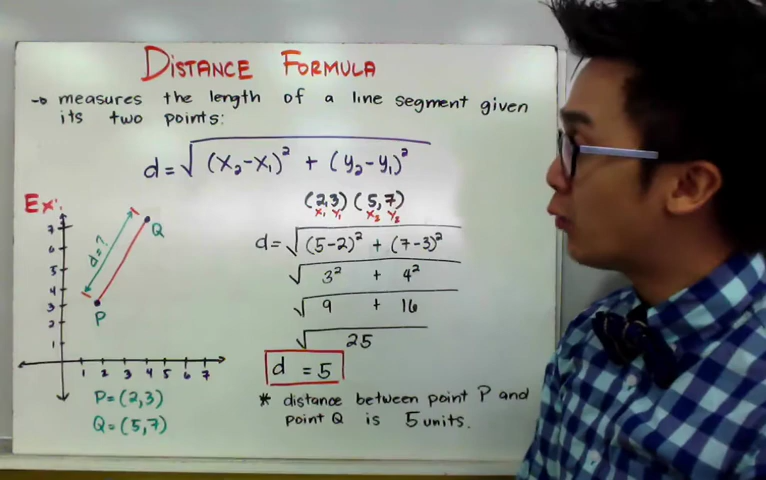 DISTANCE FORMULA
→ measures the length of a line segment given
its two points:
d = √(x₂-x₁)² + (y₂-y₁)²
Ex:
(2,3) (5,7)
x₁ y₁ x₂ y₂
d = √(5-2)² + (7-3)²
√3² + 4²
√9 + 16
√25
d = 5
* distance between point P and
point Q is 5 units.
7
6
5
4
3
2
1
1 2 3 4 5 6 7
d=?
Q
P
P = (2,3)
Q = (5,7)